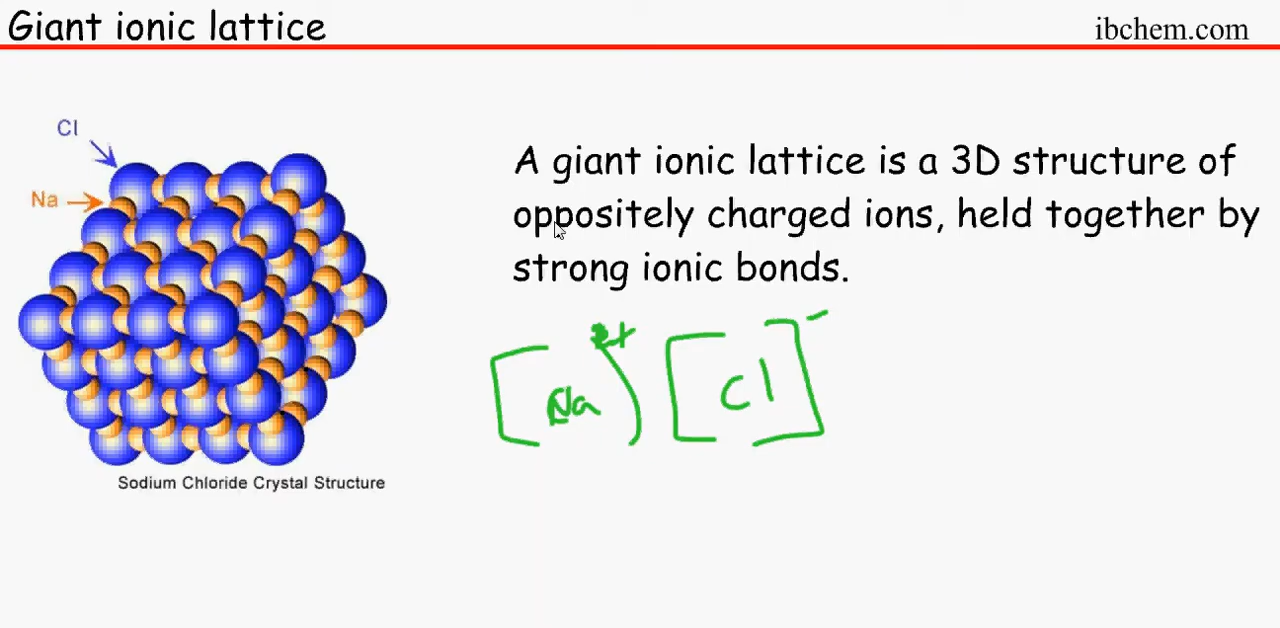 Giant ionic lattice
ibchem.com
Cl
Na
A giant ionic lattice is a 3D structure of
oppositely charged ions, held together by
strong ionic bonds.
[Na)+ [Cl]-
Sodium Chloride Crystal Structure